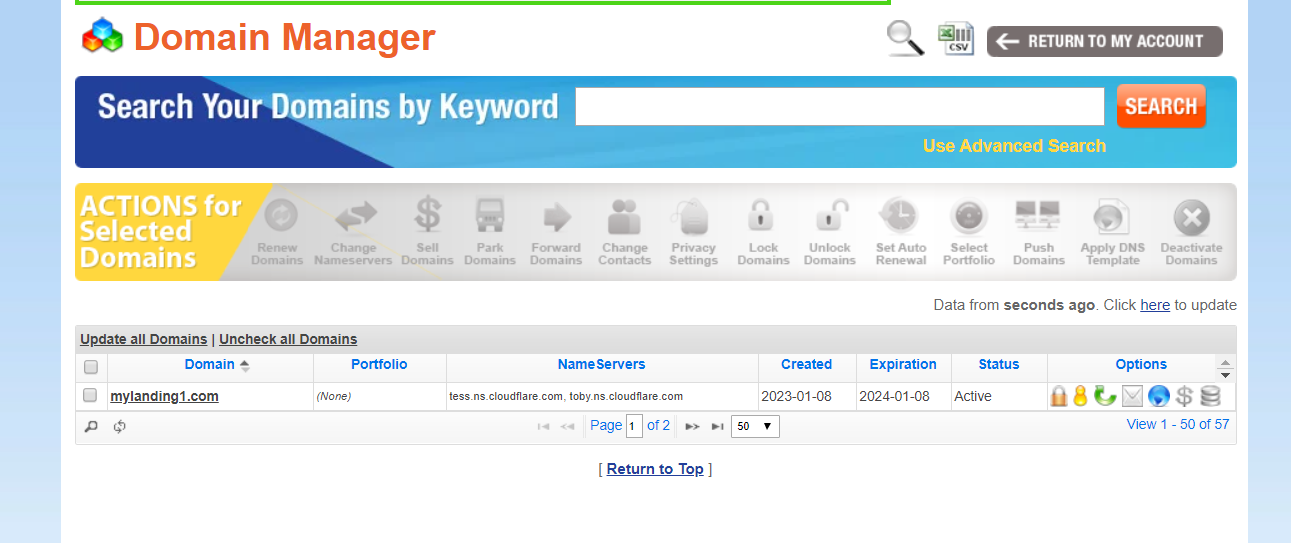 Domain Manager
CSV
RETURN TO MY ACCOUNT
Search Your Domains by Keyword
SEARCH
Use Advanced Search
ACTIONS for
Selected
Domains
Renew
Domains
Change
Nameservers
Sell
Domains
Park
Domains
Forward
Domains
Change
Contacts
Privacy
Settings
Lock
Domains
Unlock
Domains
Set Auto
Renewal
Select
Portfolio
Push
Domains
Apply DNS
Template
Deactivate
Domains
Data from seconds ago. Click here to update
Update all Domains | Uncheck all Domains
Domain Portfolio NameServers Created Expiration Status Options
mylanding1.com (None) tess.ns.cloudflare.com, toby.ns.cloudflare.com 2023-01-08 2024-01-08 Active
Page 1 of 2 50 View 1 - 50 of 57
[ Return to Top ]